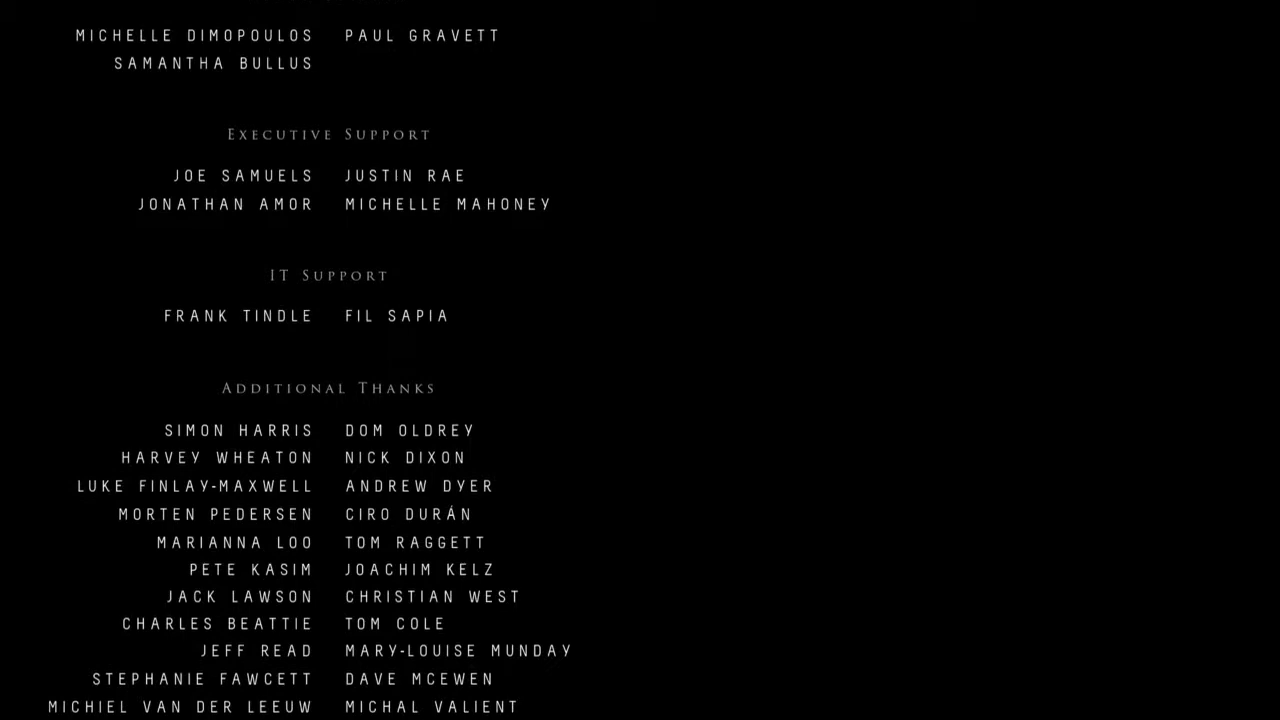 MICHELLE DIMOPOULOS PAUL GRAVETT
SAMANTHA BULLUS
EXECUTIVE SUPPORT
JOE SAMUELS JUSTIN RAE
JONATHAN AMOR MICHELLE MAHONEY
IT SUPPORT
FRANK TINDLE FIL SAPIA
ADDITIONAL THANKS
SIMON HARRIS DOM OLDREY
HARVEY WHEATON NICK DIXON
LUKE FINLAY-MAXWELL ANDREW DYER
MORTEN PEDERSEN CIRO DURÁN
MARIANNA LOO TOM RAGGETT
PETE KASIM JOACHIM KELZ
JACK LAWSON CHRISTIAN WEST
CHARLES BEATTIE TOM COLE
JEFF READ MARY-LOUISE MUNDAY
STEPHANIE FAWCETT DAVE MCEWEN
MICHIEL VAN DER LEEUW MICHAL VALIENT